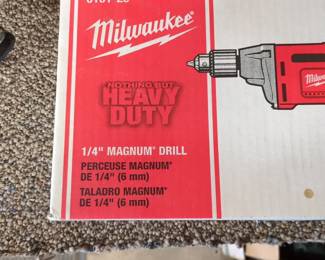 Milwaukee®
NOTHING BUT
HEAVY
DUTY®
1/4" MAGNUM® DRILL
PERCEUSE MAGNUM®
DE 1/4" (6 mm)
TALADRO MAGNUM®
DE 1/4" (6 mm)
Milwaukee